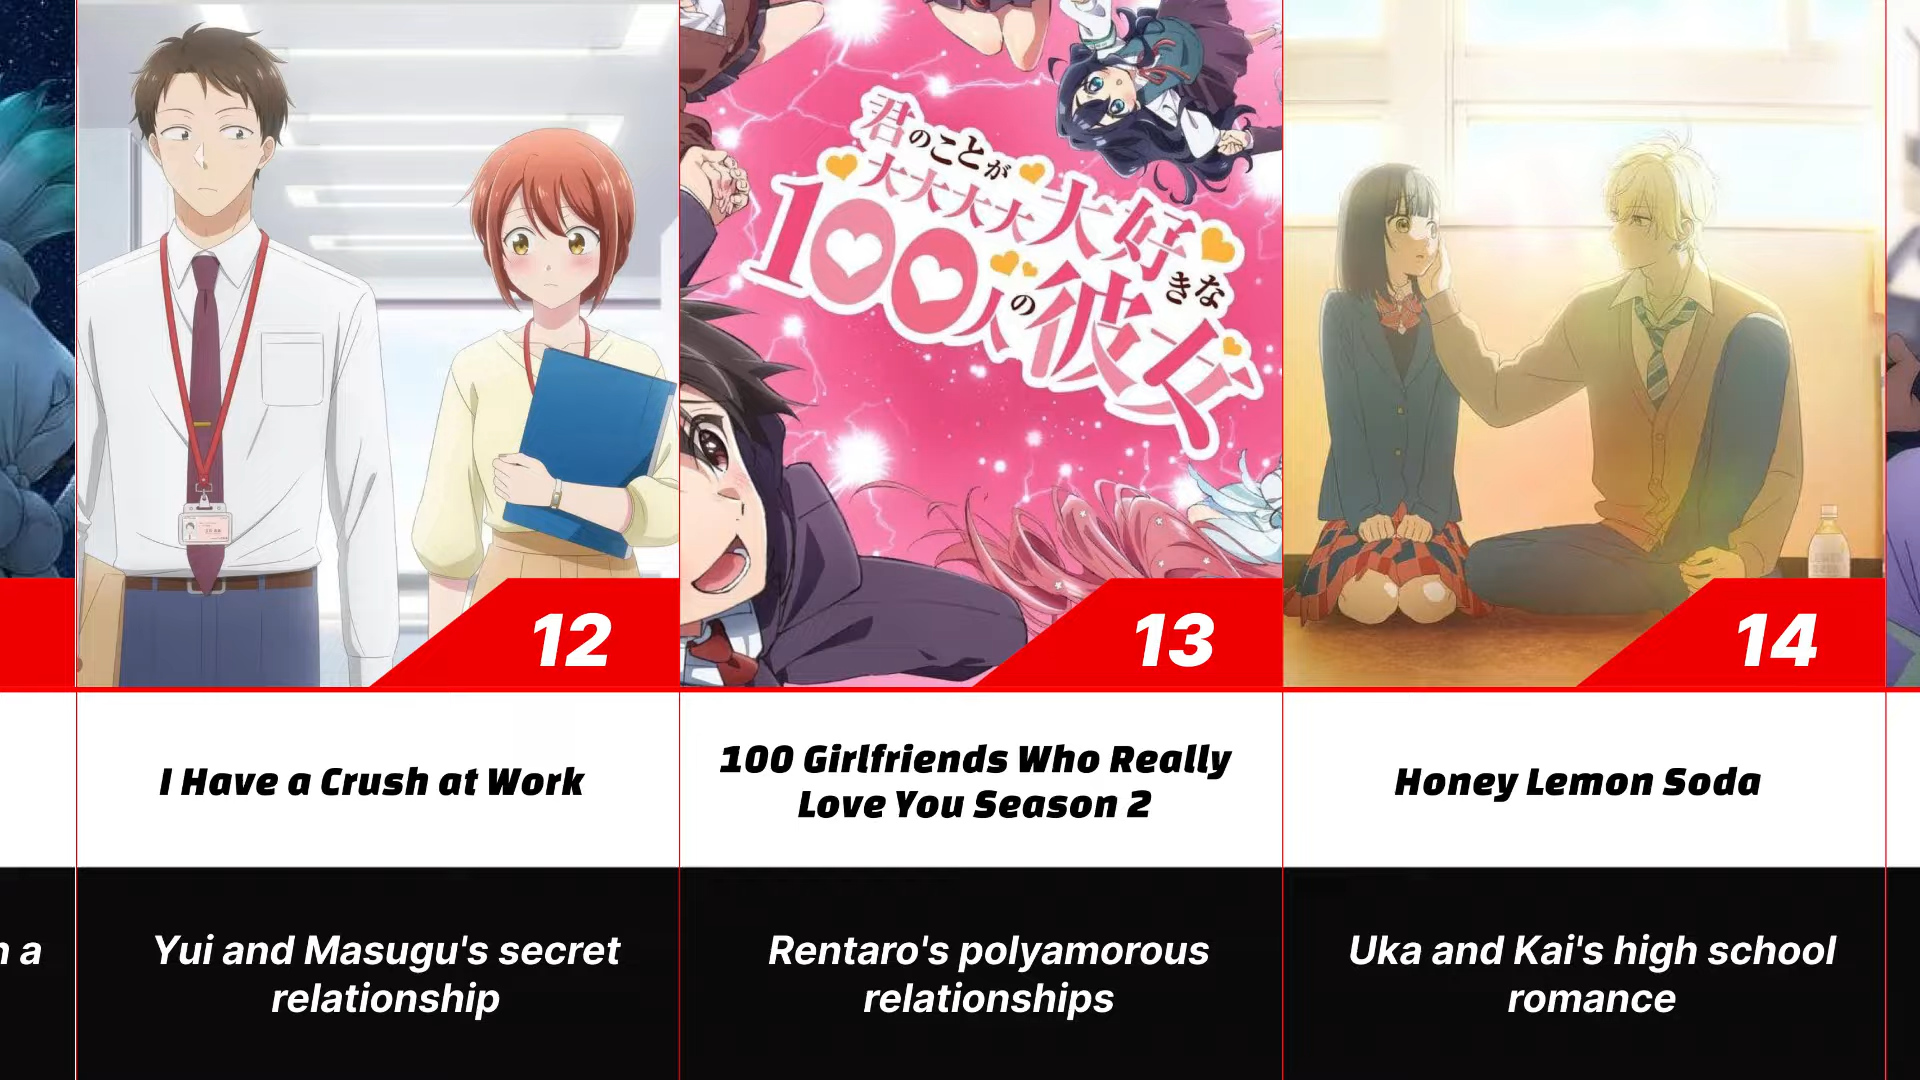 君のことが
大大大大大好きな
100人の彼女
12
13
14
I Have a Crush at Work
100 Girlfriends Who Really
Love You Season 2
Honey Lemon Soda
a
Yui and Masugu's secret
relationship
Rentaro's polyamorous
relationships
Uka and Kai's high school
romance